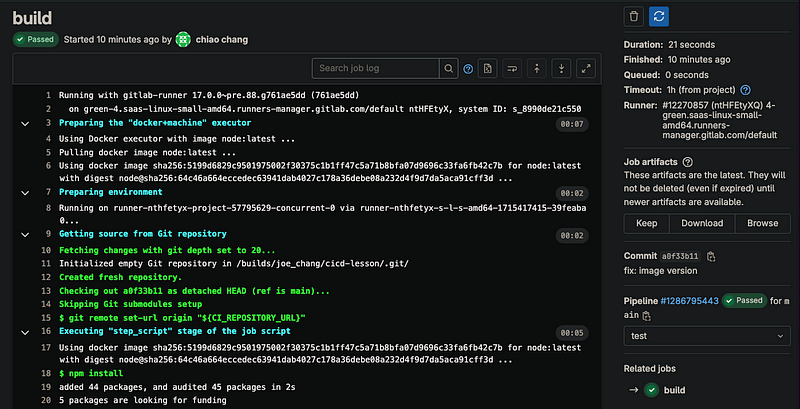 build
Passed Started 10 minutes ago by chiao chang
Search job log
1 Running with gitlab-runner 17.0.0~pre.88.g761ae5dd (761ae5dd)
2 on green-4.saas-linux-small-amd64.runners-manager.gitlab.com/default ntHFEtyX, system ID: s_8990de21c550
3 Preparing the "docker+machine" executor 00:07
4 Using Docker executor with image node:latest ...
5 Pulling docker image node:latest ...
6 Using docker image sha256:5199d6829c9501975002f30375c1b1ff47c5a71b8bfa07d9696c33fa6fb42c7b for node:latest
with digest node@sha256:64c46a664eccedec63941dab4027c178a36debe08a232d4f9d7da5aca91cff3d ...
7 Preparing environment 00:02
8 Running on runner-nthfetyx-project-57795629-concurrent-0 via runner-nthfetyx-s-l-s-amd64-1715417415-39feaba
0...
9 Getting source from Git repository 00:02
10 Fetching changes with git depth set to 20...
11 Initialized empty Git repository in /builds/joe_chang/cicd-lesson/.git/
12 Created fresh repository.
13 Checking out a0f33b11 as detached HEAD (ref is main)...
14 Skipping Git submodules setup
15 $ git remote set-url origin "${CI_REPOSITORY_URL}"
16 Executing "step_script" stage of the job script 00:05
17 Using docker image sha256:5199d6829c9501975002f30375c1b1ff47c5a71b8bfa07d9696c33fa6fb42c7b for node:latest
with digest node@sha256:64c46a664eccedec63941dab4027c178a36debe08a232d4f9d7da5aca91cff3d ...
18 $ npm install
19 added 44 packages, and audited 45 packages in 2s
20 5 packages are looking for funding
Duration: 21 seconds
Finished: 10 minutes ago
Queued: 0 seconds
Timeout: 1h (from project)
Runner: #12270857 (ntHFEtyXQ) 4-
green.saas-linux-small-
amd64.runners-
manager.gitlab.com/default
Job artifacts
These artifacts are the latest. They will
not be deleted (even if expired) until
newer artifacts are available.
Keep Download Browse
Commit a0f33b11
fix: image version
Pipeline #1286795443 Passed for m
ain
test
Related jobs
→ build